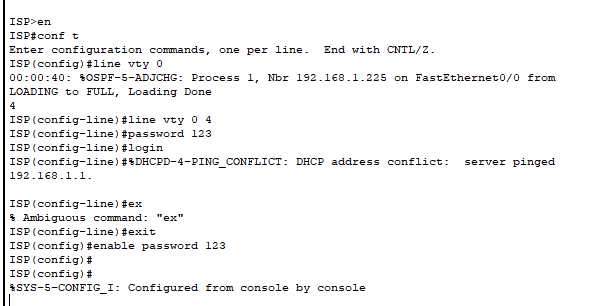 ISP>en
ISP#conf t
Enter configuration commands, one per line.  End with CNTL/Z.
ISP(config)#line vty 0
00:00:40: %OSPF-5-ADJCHG: Process 1, Nbr 192.168.1.225 on FastEthernet0/0 from
LOADING to FULL, Loading Done
4
ISP(config-line)#line vty 0 4
ISP(config-line)#password 123
ISP(config-line)#login
ISP(config-line)#%DHCPD-4-PING_CONFLICT: DHCP address conflict:  server pinged
192.168.1.1.
ISP(config-line)#ex
% Ambiguous command: "ex"
ISP(config-line)#exit
ISP(config)#enable password 123
ISP(config)#
ISP(config)#
%SYS-5-CONFIG_I: Configured from console by console